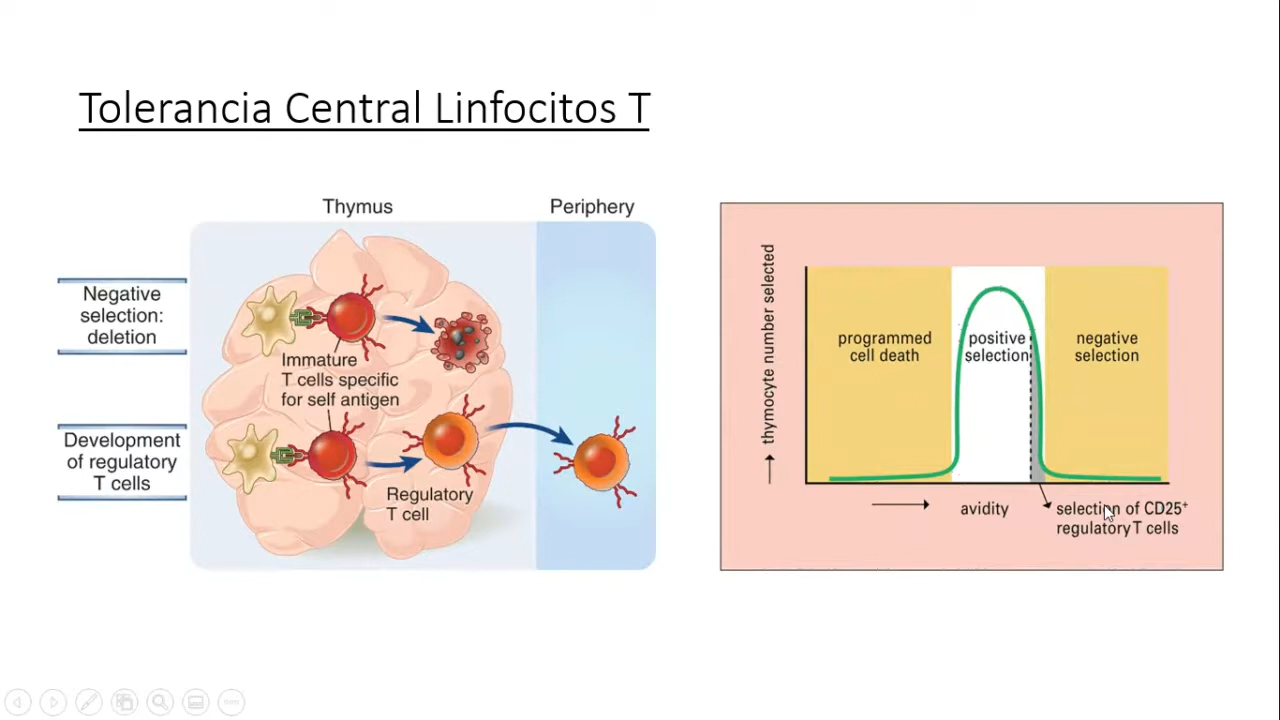 Tolerancia Central Linfocitos T
Thymus
Periphery
Negative
selection:
deletion
Immature
T cells specific
for self antigen
Development
of regulatory
T cells
Regulatory
T cell
thymocyte number selected
programmed
cell death
positive
selection
negative
selection
avidity
selection of CD25⁺
regulatory T cells